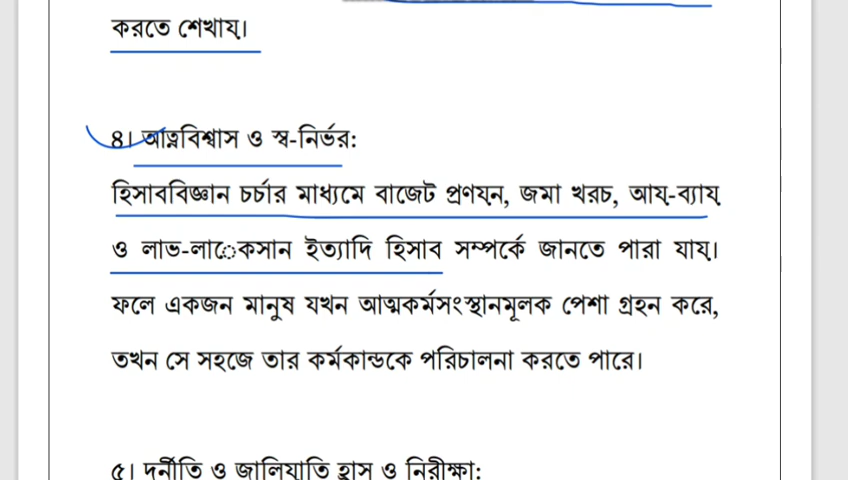 করতে শেখায়।
৪। আত্নবিশ্বাস ও স্ব-নির্ভর:
হিসাববিজ্ঞান চর্চার মাধ্যমে বাজেট প্রণয়ন, জমা খরচ, আয়-ব্যায়
ও লাভ-লােকসান ইত্যাদি হিসাব সম্পর্কে জানতে পারা যায়।
ফলে একজন মানুষ যখন আত্মকর্মসংস্থানমূলক পেশা গ্রহন করে,
তখন সে সহজে তার কর্মকান্ডকে পরিচালনা করতে পারে।
৫। দর্নীতি ও জালিয়াতি হ্রাস ও নিরীক্ষা: